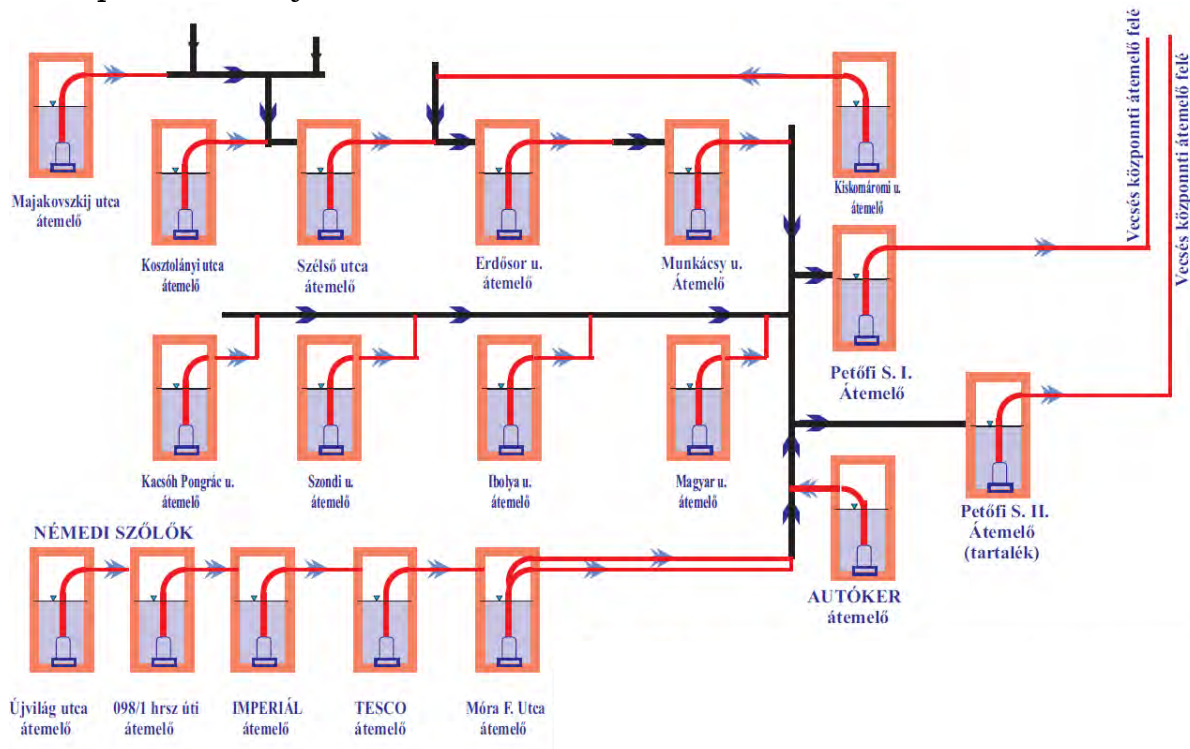 Majakovszkij utca
átemelő
Kosztolányi utca
átemelő
Szélső utca
átemelő
Erdősor u.
átemelő
Munkácsy u.
Átemelő
Kiskomáromi u.
átemelő
Vecsés központi átemelő felé
Vecsés központi átemelő felé
Petőfi S. I.
Átemelő
Kacsóh Pongrác u.
átemelő
Szondi u.
átemelő
Ibolya u.
átemelő
Magyar u.
átemelő
Petőfi S. II.
Átemelő
(tartalék)
NÉMEDI SZŐLŐK
AUTÓKER
átemelő
Újvilág utca
átemelő
098/1 hrsz úti
átemelő
IMPERIÁL
átemelő
TESCO
átemelő
Móra F. Utca
átemelő